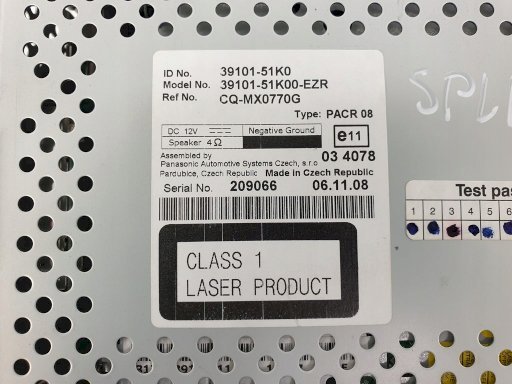 ID No. 39101-51K0
Model No. 39101-51K00-EZR
Ref No. CQ-MX0770G
Type: PACR 08
DC 12V Negative Ground
Speaker 4Ω
e11
03 4078
Assembled by
Panasonic Automotive Systems Czech, s.r.o
Pardubice, Czech Republic Made in Czech Republic
Serial No. 209066 06.11.08
CLASS 1
LASER PRODUCT
Test pa
1 2 3 4 5 6